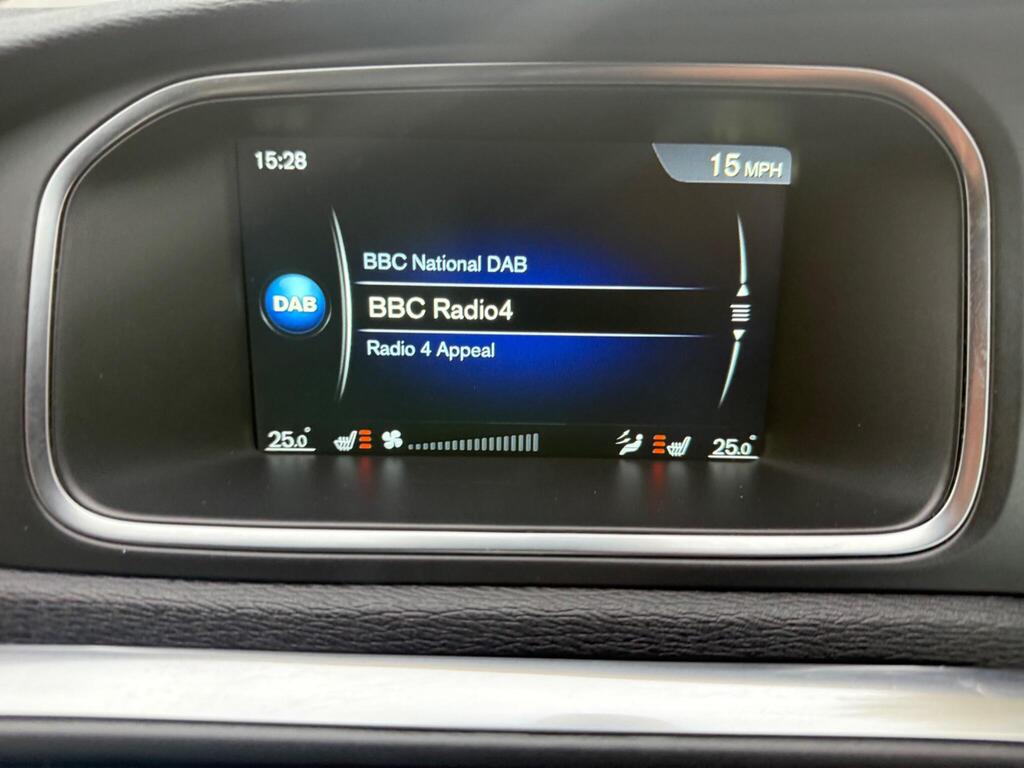 15:28
15 MPH
BBC National DAB
DAB
BBC Radio4
Radio 4 Appeal
25.0°
25.0°